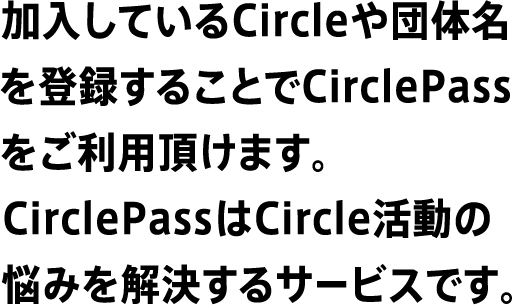 加入しているCircleや団体名
を登録することでCirclePass
をご利用頂けます。
CirclePassはCircle活動の
悩みを解決するサービスです。